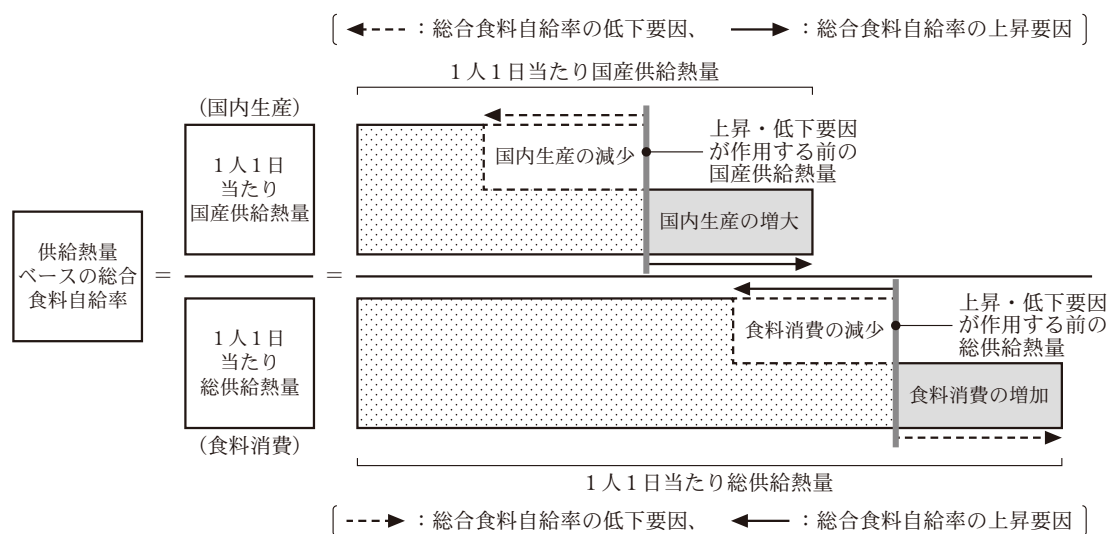 ：総合食料自給率の低下要因、 ：総合食料自給率の上昇要因
１人１日当たり国産供給熱量
（国内生産）
１人１日
当たり
国産供給熱量
国内生産の減少
上昇・低下要因
が作用する前の
国産供給熱量
国内生産の増大
供給熱量
ベースの総合
食料自給率
＝
＝
１人１日
当たり
総供給熱量
（食料消費）
食料消費の減少
上昇・低下要因
が作用する前の
総供給熱量
食料消費の増加
１人１日当たり総供給熱量
：総合食料自給率の低下要因、 ：総合食料自給率の上昇要因